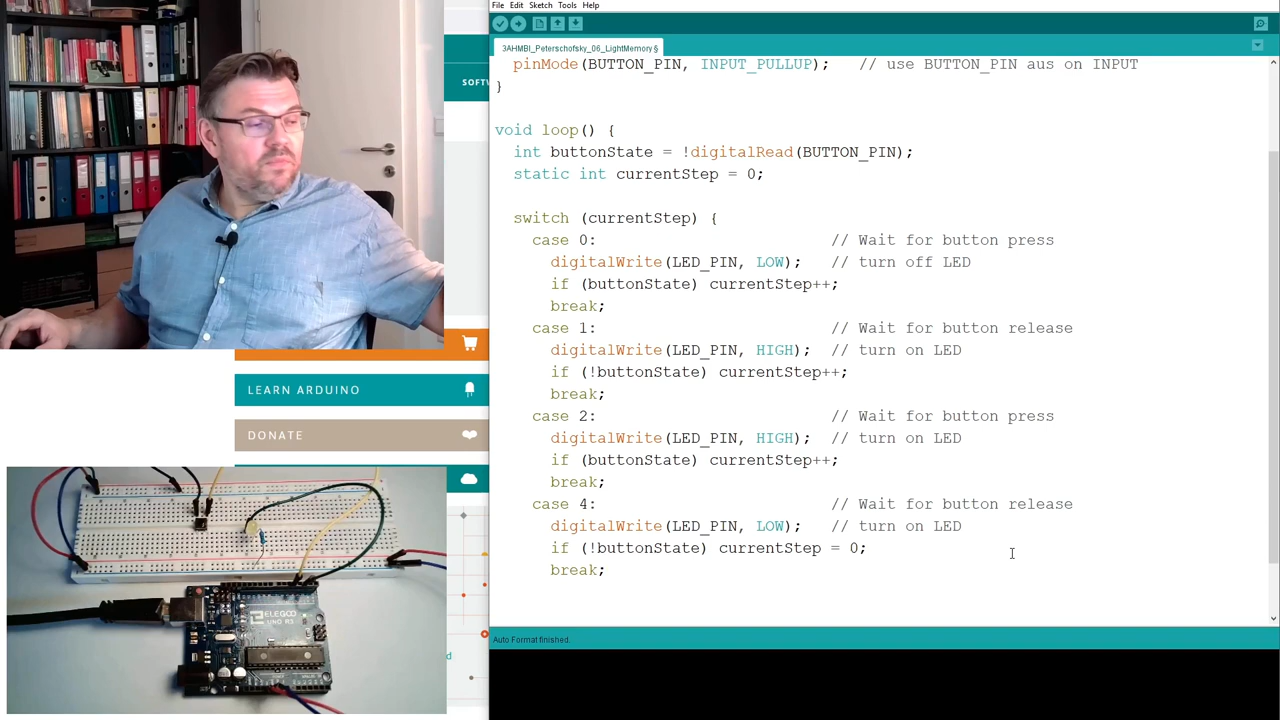 File Edit Sketch Tools Help
3AHMBI_Peterschofsky_06_LightMemory §
pinMode(BUTTON_PIN, INPUT_PULLUP);   // use BUTTON_PIN aus on INPUT
}
void loop() {
int buttonState = !digitalRead(BUTTON_PIN);
static int currentStep = 0;
switch (currentStep) {
case 0:   // Wait for button press
digitalWrite(LED_PIN, LOW);   // turn off LED
if (buttonState) currentStep++;
break;
case 1:   // Wait for button release
digitalWrite(LED_PIN, HIGH);   // turn on LED
if (!buttonState) currentStep++;
break;
case 2:   // Wait for button press
digitalWrite(LED_PIN, HIGH);   // turn on LED
if (buttonState) currentStep++;
break;
case 4:   // Wait for button release
digitalWrite(LED_PIN, LOW);   // turn on LED
if (!buttonState) currentStep = 0;
break;
Auto Format finished.
SOFTW
LEARN ARDUINO
DONATE
d
ELEGOO
UNO R3